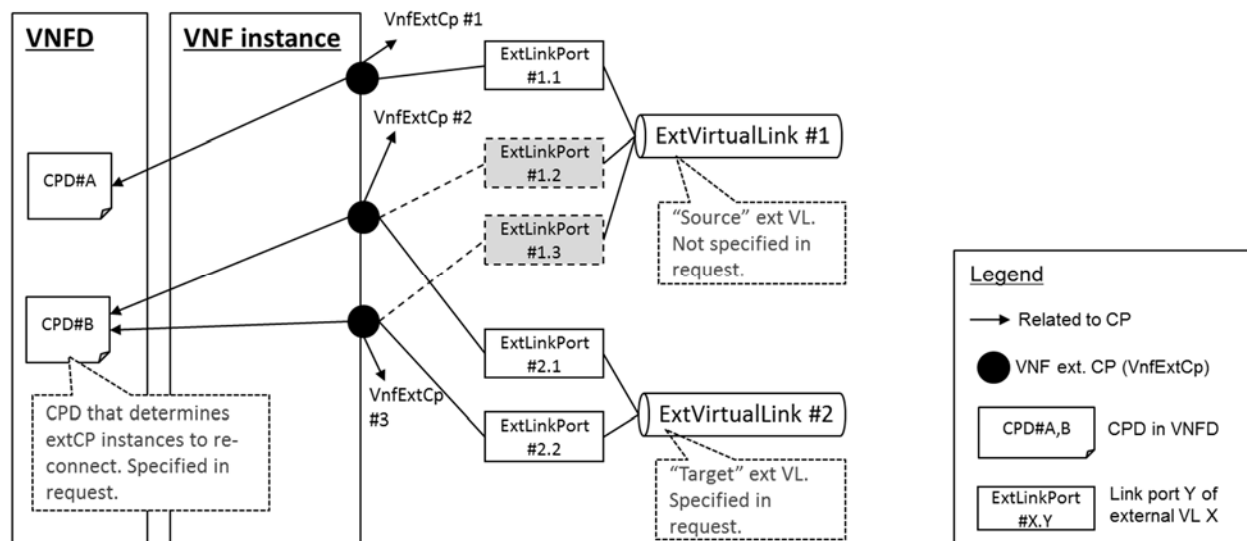 VNFD
VNF instance
VnfExtCp #1
ExtLinkPort
#1.1
VnfExtCp #2
ExtVirtualLink #1
ExtLinkPort
#1.2
CPD#A
"Source" ext VL.
Not specified in
request.
ExtLinkPort
#1.3
CPD#B
ExtLinkPort
#2.1
VnfExtCp
#3
CPD that determines
extCP instances to re-
connect. Specified in
request.
ExtLinkPort
#2.2
ExtVirtualLink #2
"Target" ext VL.
Specified in
request.
Legend
Related to CP
VNF ext. CP (VnfExtCp)
CPD#A,B
CPD in VNFD
ExtLinkPort
#X.Y
Link port Y of
external VL X